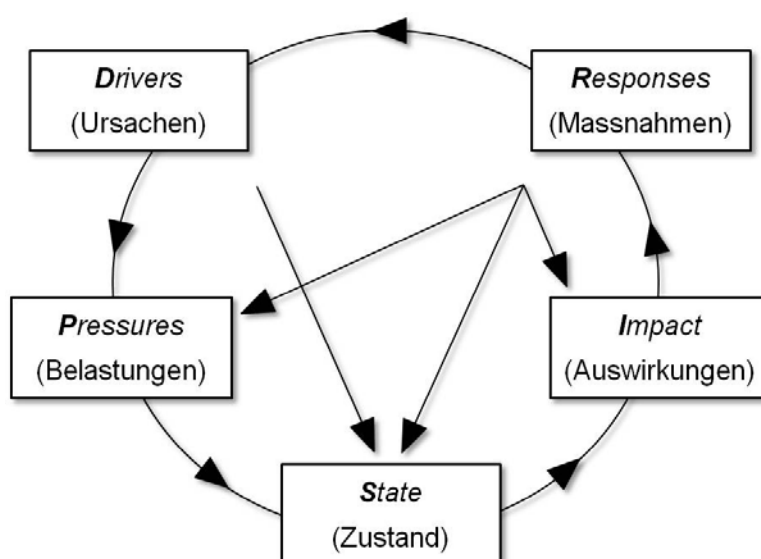 Drivers
(Ursachen)
Responses
(Massnahmen)
Pressures
(Belastungen)
Impact
(Auswirkungen)
State
(Zustand)